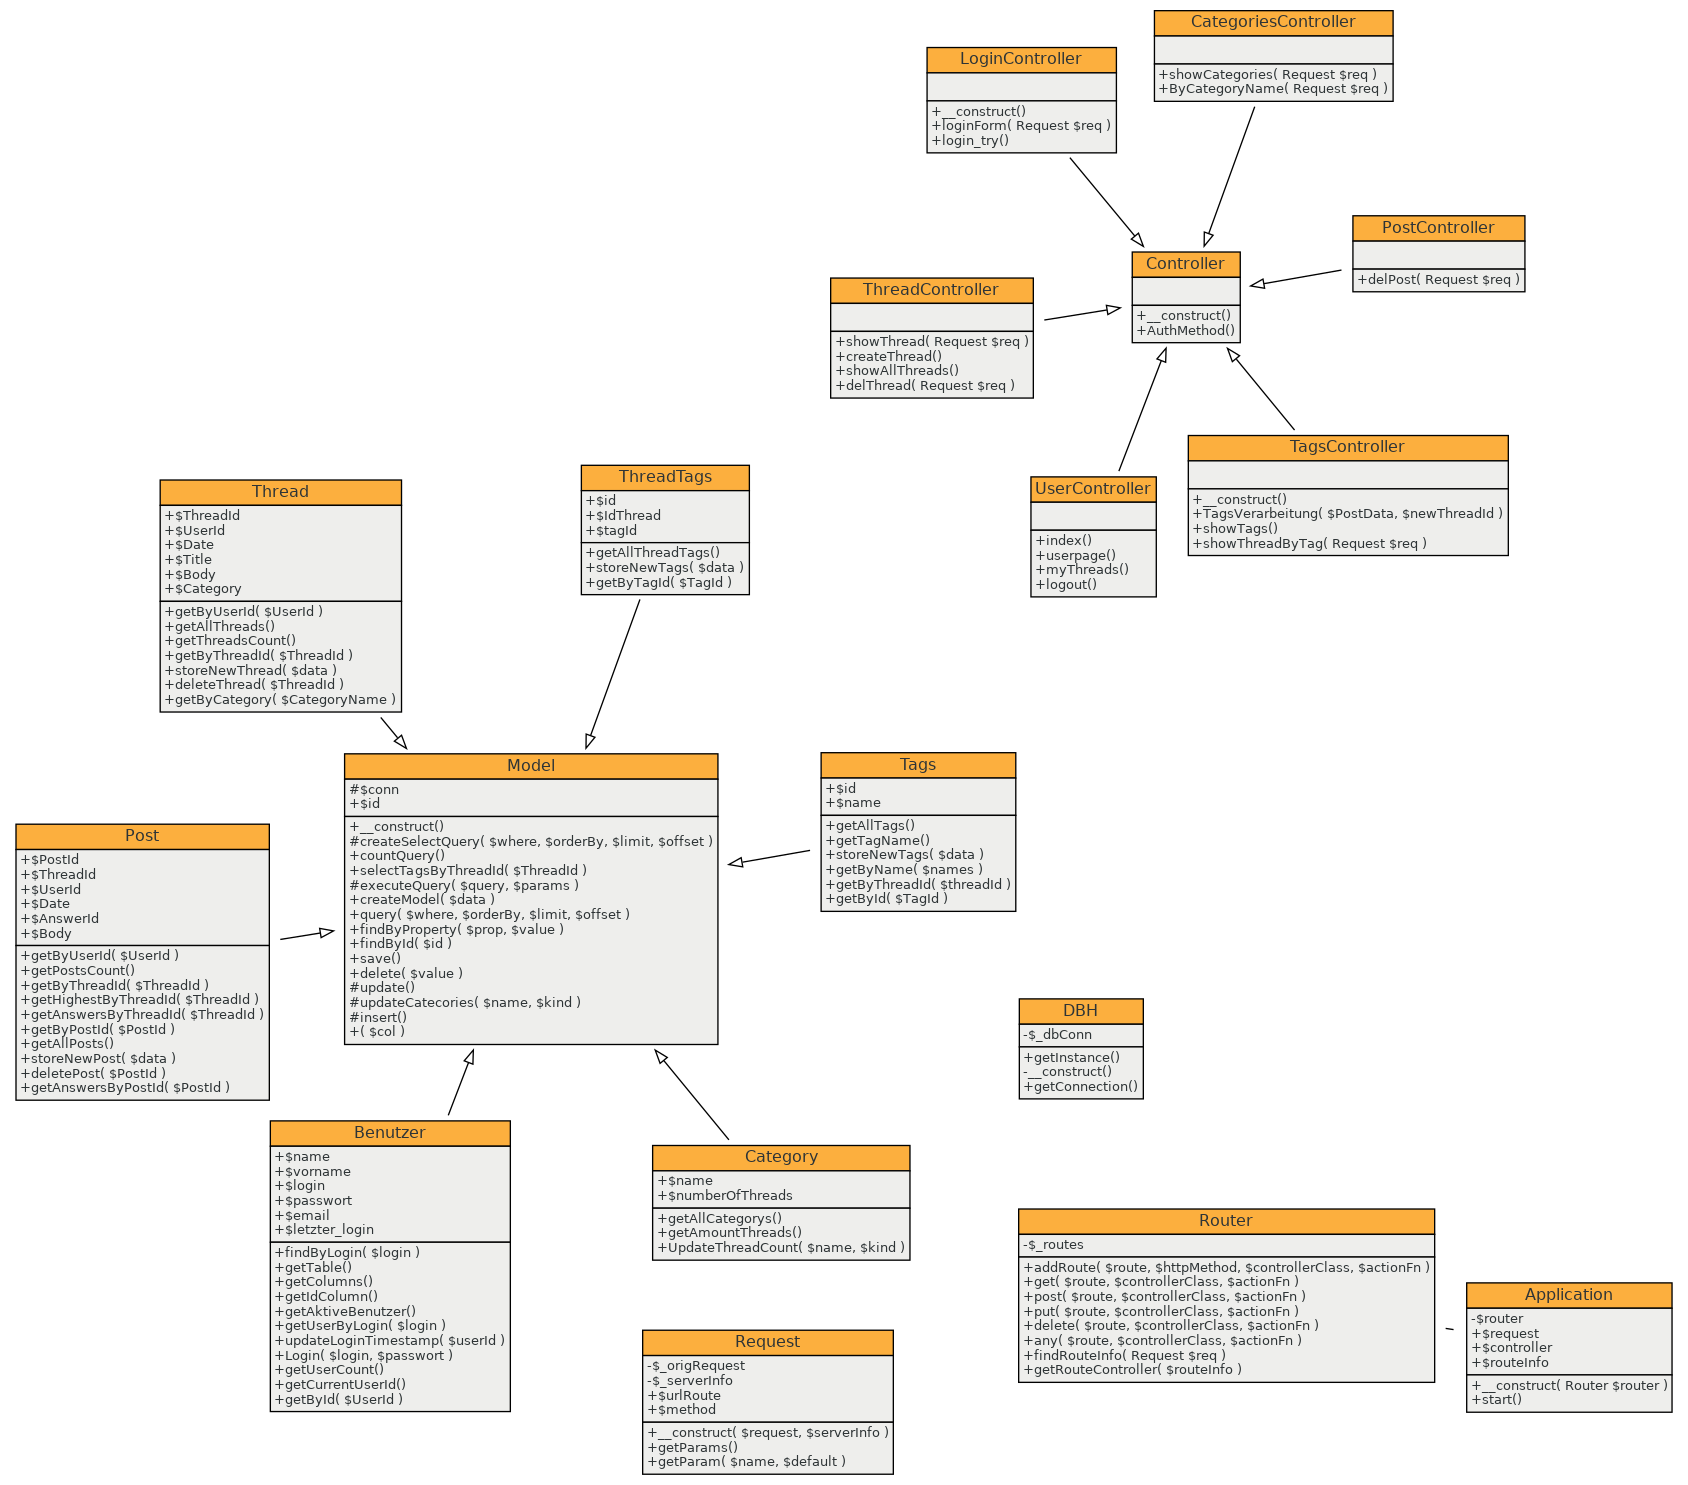 CategoriesController
+showCategories( Request $req )
+ByCategoryName( Request $req )
LoginController
+__construct()
+loginForm( Request $req )
+login_try()
PostController
+delPost( Request $req )
Controller
+__construct()
+AuthMethod()
ThreadController
+showThread( Request $req )
+createThread()
+showAllThreads()
+delThread( Request $req )
TagsController
+__construct()
+TagsVerarbeitung( $PostData, $newThreadId )
+showTags()
+showThreadByTag( Request $req )
UserController
+index()
+userpage()
+myThreads()
+logout()
ThreadTags
+$id
+$IdThread
+$tagId
+getAllThreadTags()
+storeNewTags( $data )
+getByTagId( $TagId )
Thread
+$ThreadId
+$UserId
+$Date
+$Title
+$Body
+$Category
+getByUserId( $UserId )
+getAllThreads()
+getThreadsCount()
+getByThreadId( $ThreadId )
+storeNewThread( $data )
+deleteThread( $ThreadId )
+getByCategory( $CategoryName )
Model
#$conn
+$id
+__construct()
#createSelectQuery( $where, $orderBy, $limit, $offset )
+countQuery()
+selectTagsByThreadId( $ThreadId )
#executeQuery( $query, $params )
+createModel( $data )
+query( $where, $orderBy, $limit, $offset )
+findByProperty( $prop, $value )
+findById( $id )
+save()
+delete( $value )
#update()
#updateCatecories( $name, $kind )
#insert()
+( $col )
Tags
+$id
+$name
+getAllTags()
+getTagName()
+storeNewTags( $data )
+getByName( $names )
+getByThreadId( $threadId )
+getById( $TagId )
Post
+$PostId
+$ThreadId
+$UserId
+$Date
+$AnswerId
+$Body
+getByUserId( $UserId )
+getPostsCount()
+getByThreadId( $ThreadId )
+getHighestByThreadId( $ThreadId )
+getAnswersByThreadId( $ThreadId )
+getByPostId( $PostId )
+getAllPosts()
+storeNewPost( $data )
+deletePost( $PostId )
+getAnswersByPostId( $PostId )
DBH
-$_dbConn
+getInstance()
-__construct()
+getConnection()
Benutzer
+$name
+$vorname
+$login
+$passwort
+$email
+$letzter_login
+findByLogin( $login )
+getTable()
+getColumns()
+getIdColumn()
+getAktiveBenutzer()
+getUserByLogin( $login )
+updateLoginTimestamp( $userId )
+Login( $login, $passwort )
+getUserCount()
+getCurrentUserId()
+getById( $UserId )
Category
+$name
+$numberOfThreads
+getAllCategorys()
+getAmountThreads()
+UpdateThreadCount( $name, $kind )
Router
-$_routes
+addRoute( $route, $httpMethod, $controllerClass, $actionFn )
+get( $route, $controllerClass, $actionFn )
+post( $route, $controllerClass, $actionFn )
+put( $route, $controllerClass, $actionFn )
+delete( $route, $controllerClass, $actionFn )
+any( $route, $controllerClass, $actionFn )
+findRouteInfo( Request $req )
+getRouteController( $routeInfo )
Application
-$router
+$request
+$controller
+$routeInfo
+__construct( Router $router )
+start()
Request
-$_origRequest
-$_serverInfo
+$urlRoute
+$method
+__construct( $request, $serverInfo )
+getParams()
+getParam( $name, $default )